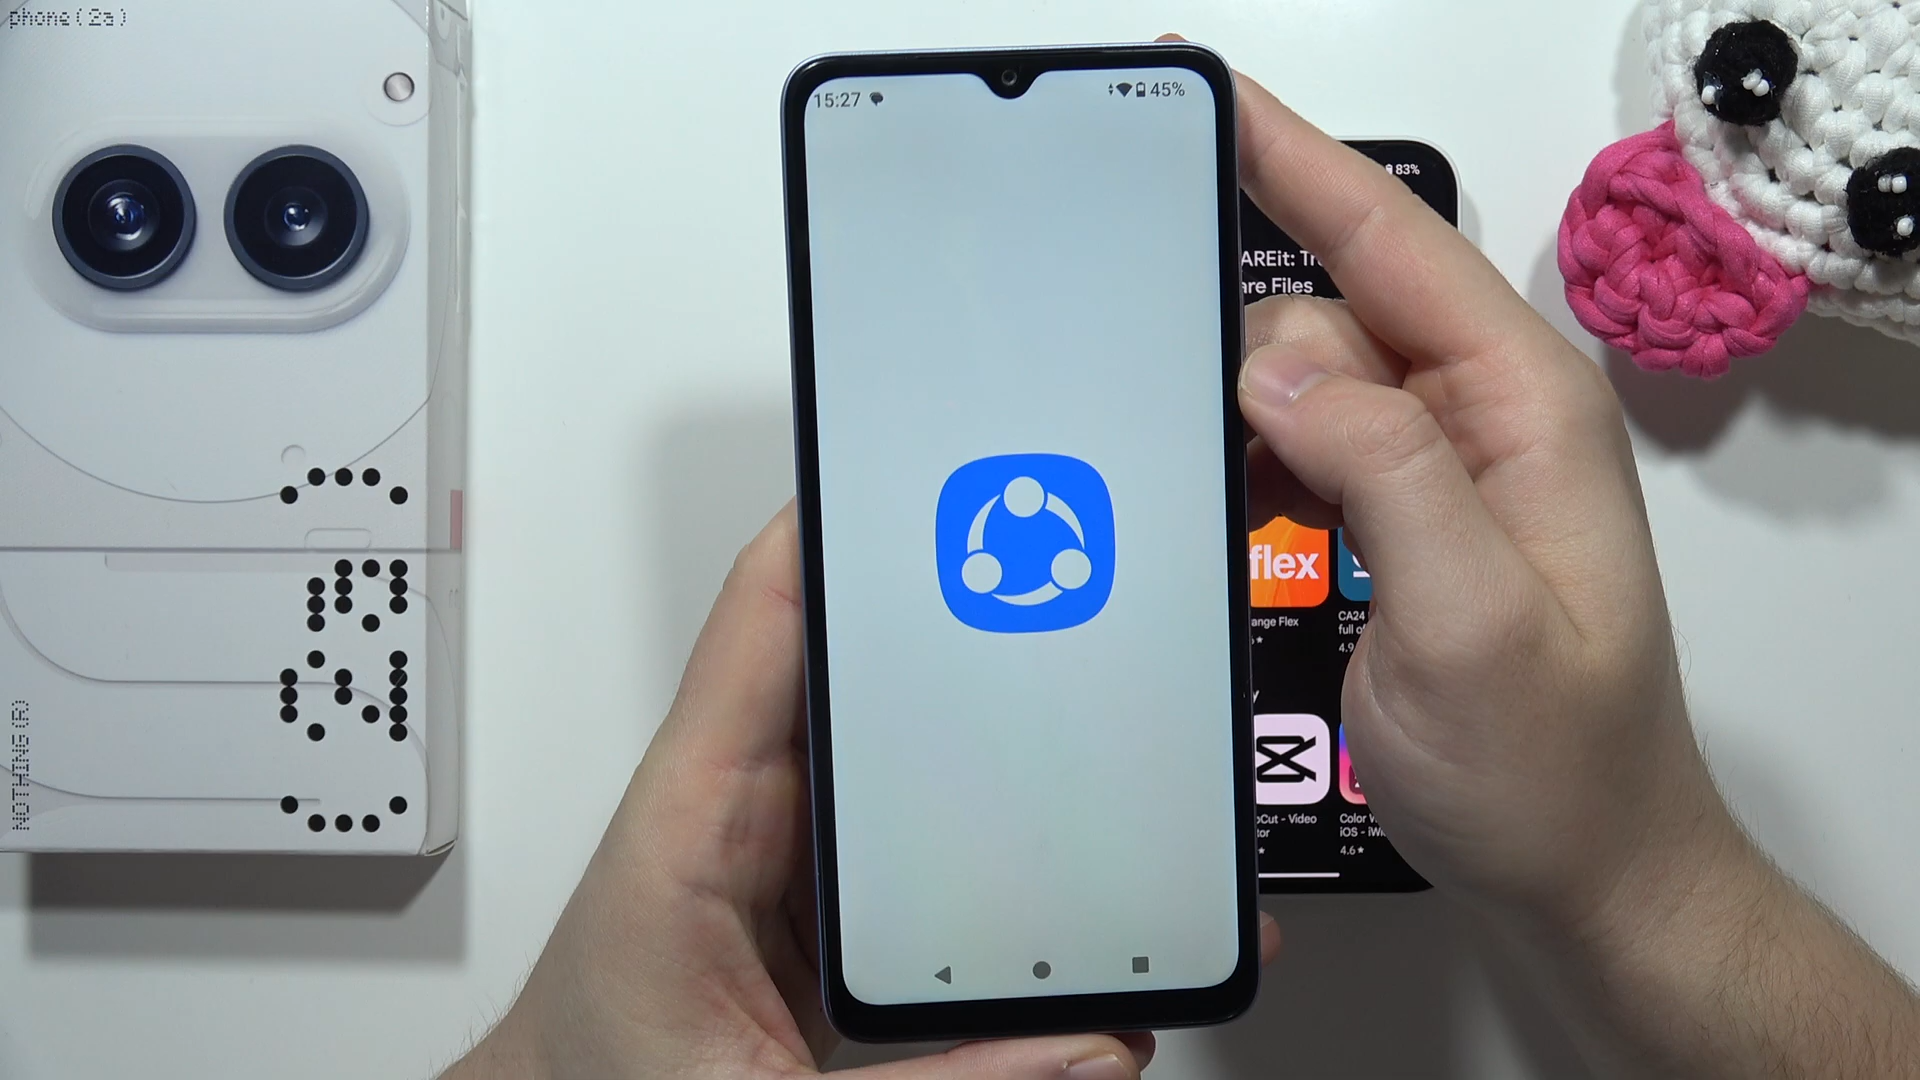 phone(2a)
NOTHING (R)
15:27
45%
83%
AREit: Tr
are Files
flex
ange Flex
CA24
full of
4.9
Cut - Video
tor
Color W
iOS - iWi
4.6★